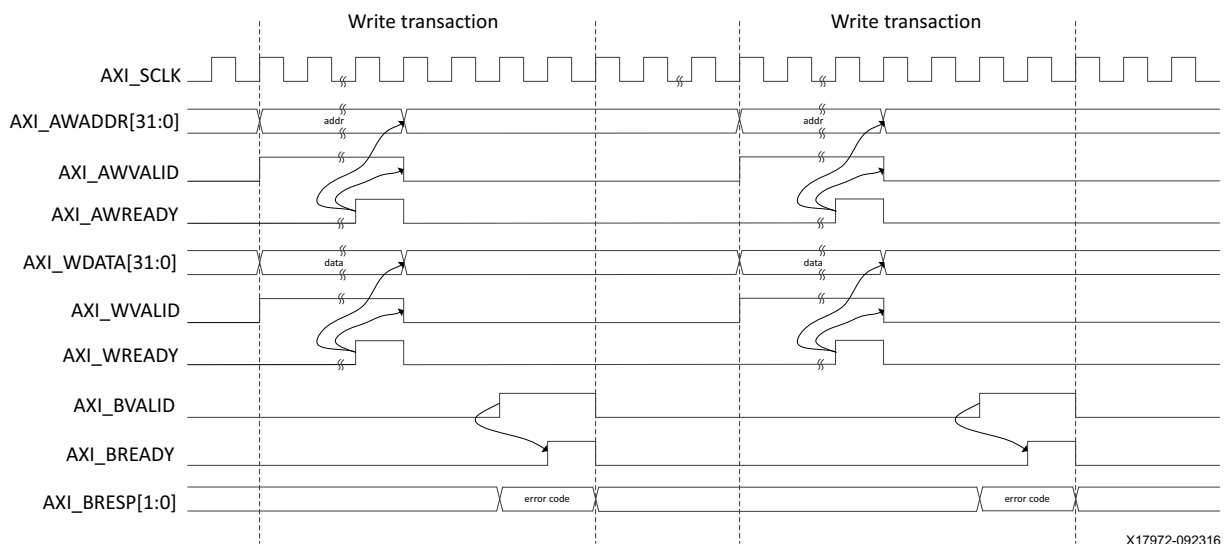 Write transaction Write transaction
AXI_SCLK
AXI_AWADDR[31:0] addr addr
AXI_AWVALID
AXI_AWREADY
AXI_WDATA[31:0] data data
AXI_WVALID
AXI_WREADY
AXI_BVALID
AXI_BREADY
AXI_BRESP[1:0] error code error code
X17972-092316